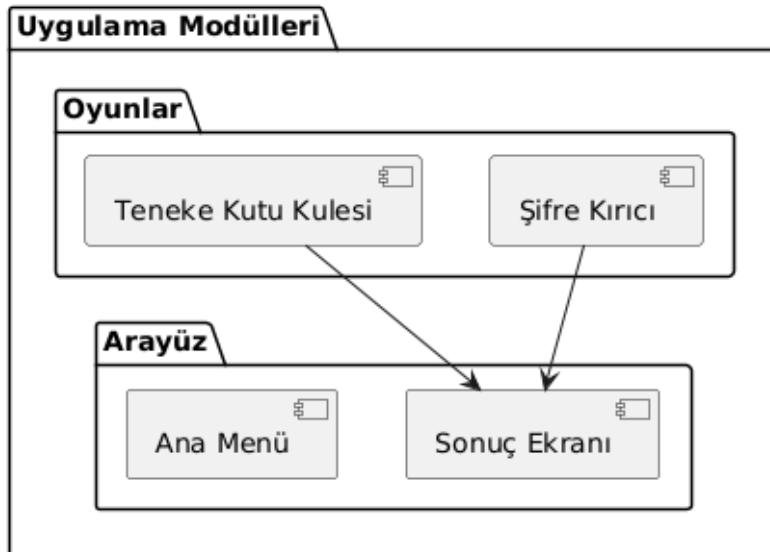 Uygulama Modülleri
Oyunlar
Teneke Kutu Kulesi
Şifre Kırıcı
Arayüz
Ana Menü
Sonuç Ekranı